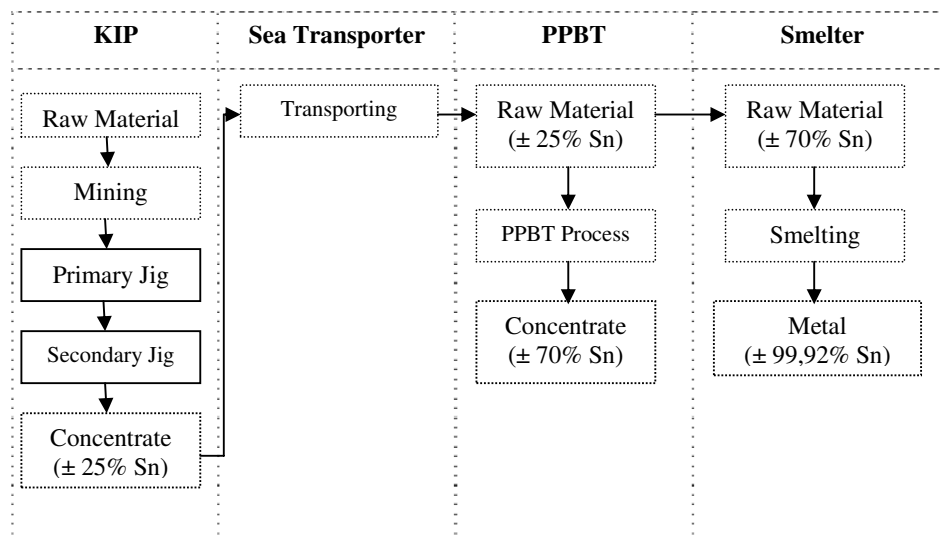 KIP
Sea Transporter
PPBT
Smelter
Raw Material
Mining
Primary Jig
Secondary Jig
Concentrate
(± 25% Sn)
Transporting
Raw Material
(± 25% Sn)
PPBT Process
Concentrate
(± 70% Sn)
Raw Material
(± 70% Sn)
Smelting
Metal
(± 99,92% Sn)